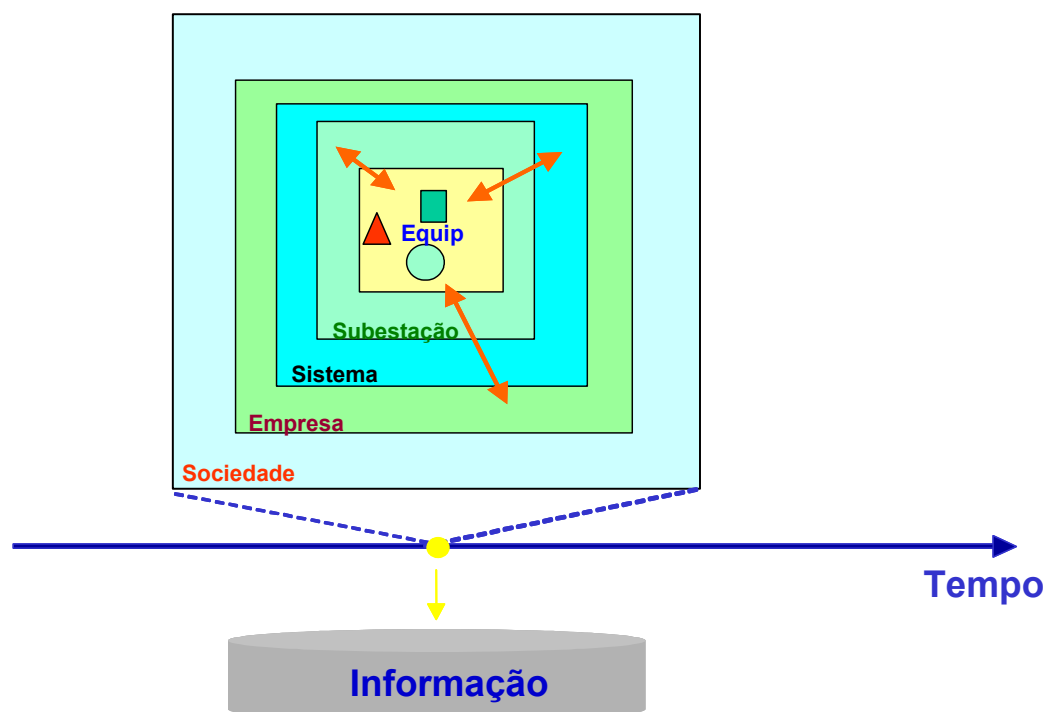 Equip
Subestação
Sistema
Empresa
Sociedade
Tempo
Informação